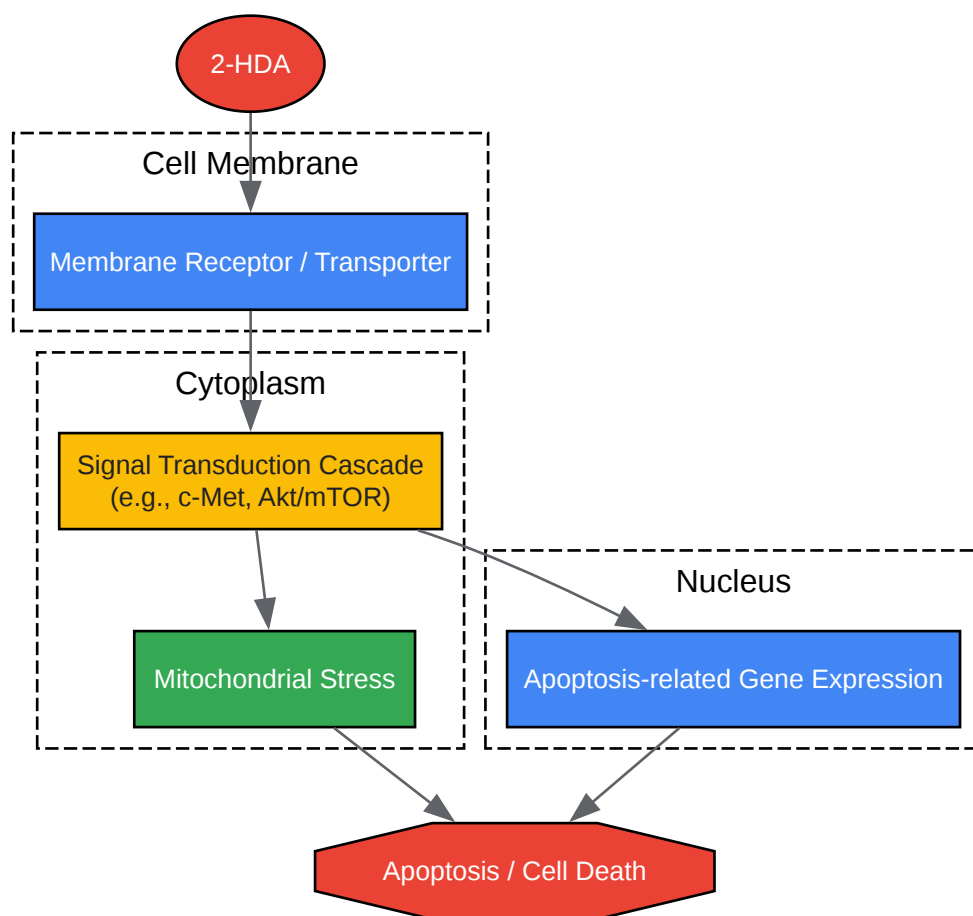 2-HDA
Cell Membrane
Membrane Receptor / Transporter
Cytoplasm
Signal Transduction Cascade
(e.g., c-Met, Akt/mTOR)
Nucleus
Mitochondrial Stress
Apoptosis-related Gene Expression
Apoptosis / Cell Death